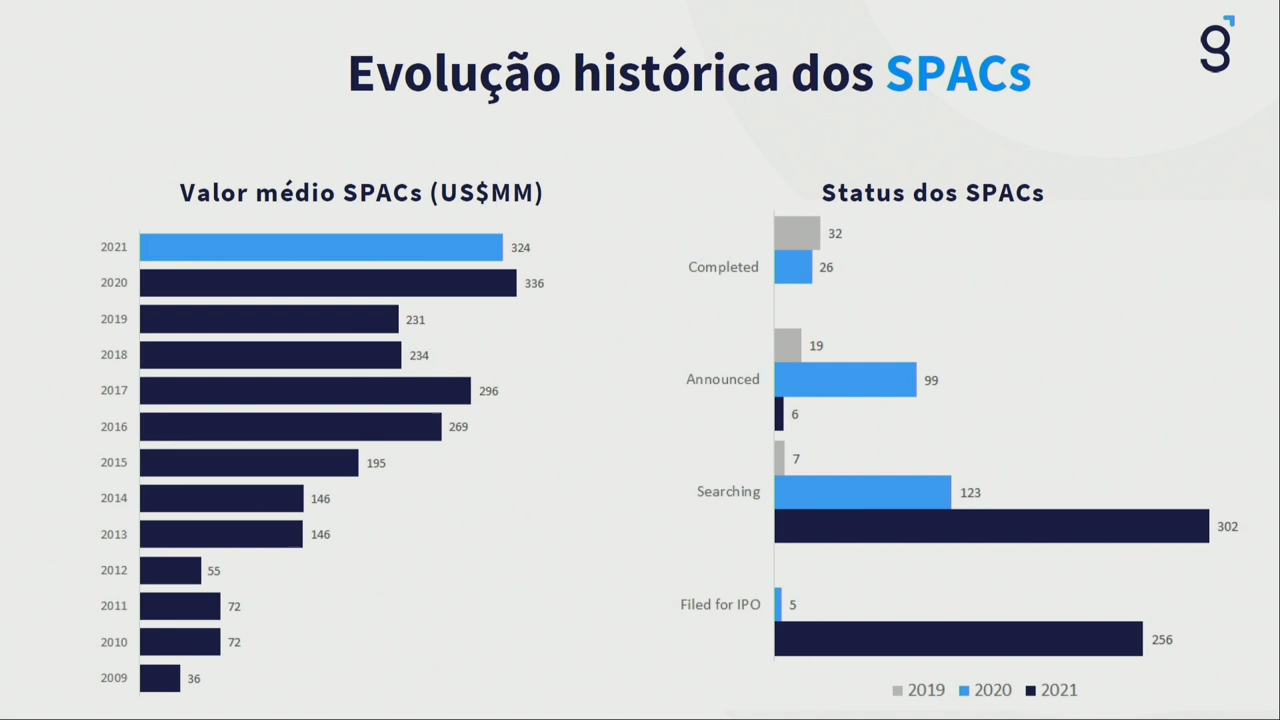 Evolução histórica dos SPACs
Valor médio SPACs (US$MM)
2021 324
2020 336
2019 231
2018 234
2017 296
2016 269
2015 195
2014 146
2013 146
2012 55
2011 72
2010 72
2009 36
Status dos SPACs
32
Completed 26
19
Announced 99
6
7
Searching 123
302
Filed for IPO 5
256
2019 2020 2021